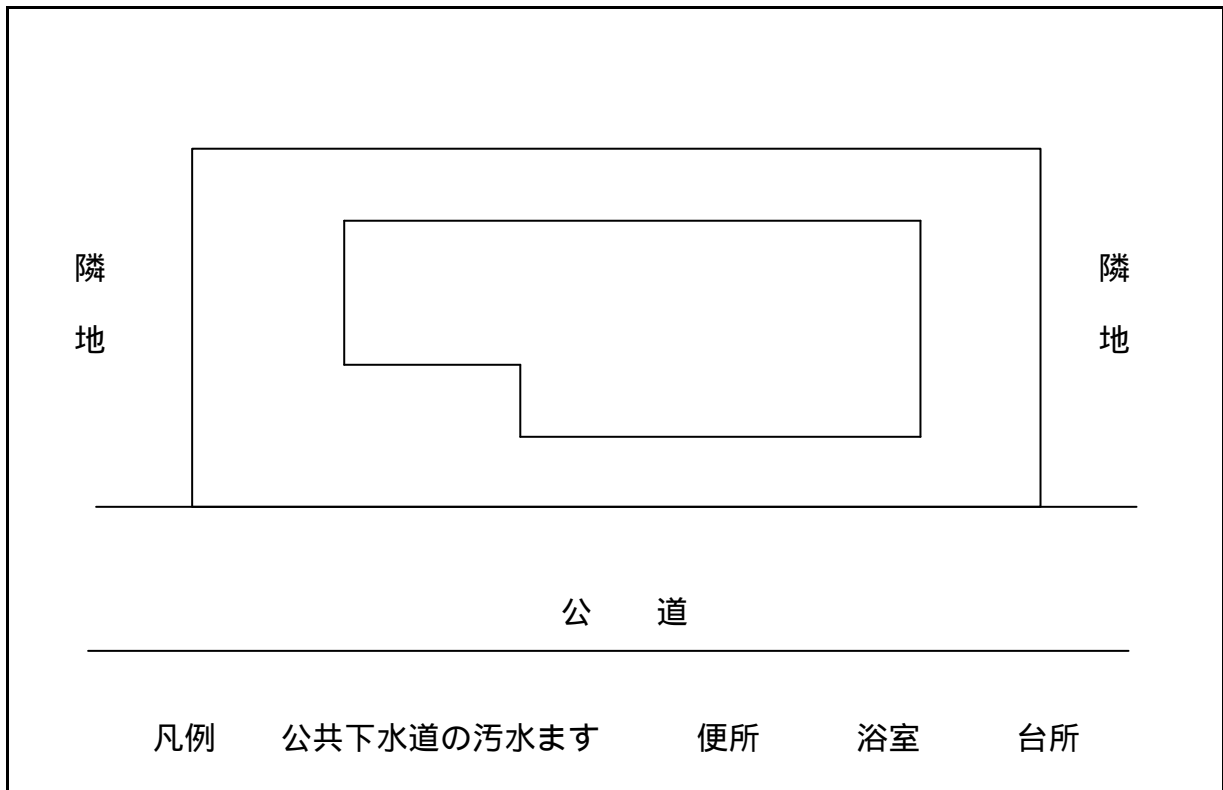 隣地
隣地
公 道
凡例 公共下水道の汚水ます 便所 浴室 台所